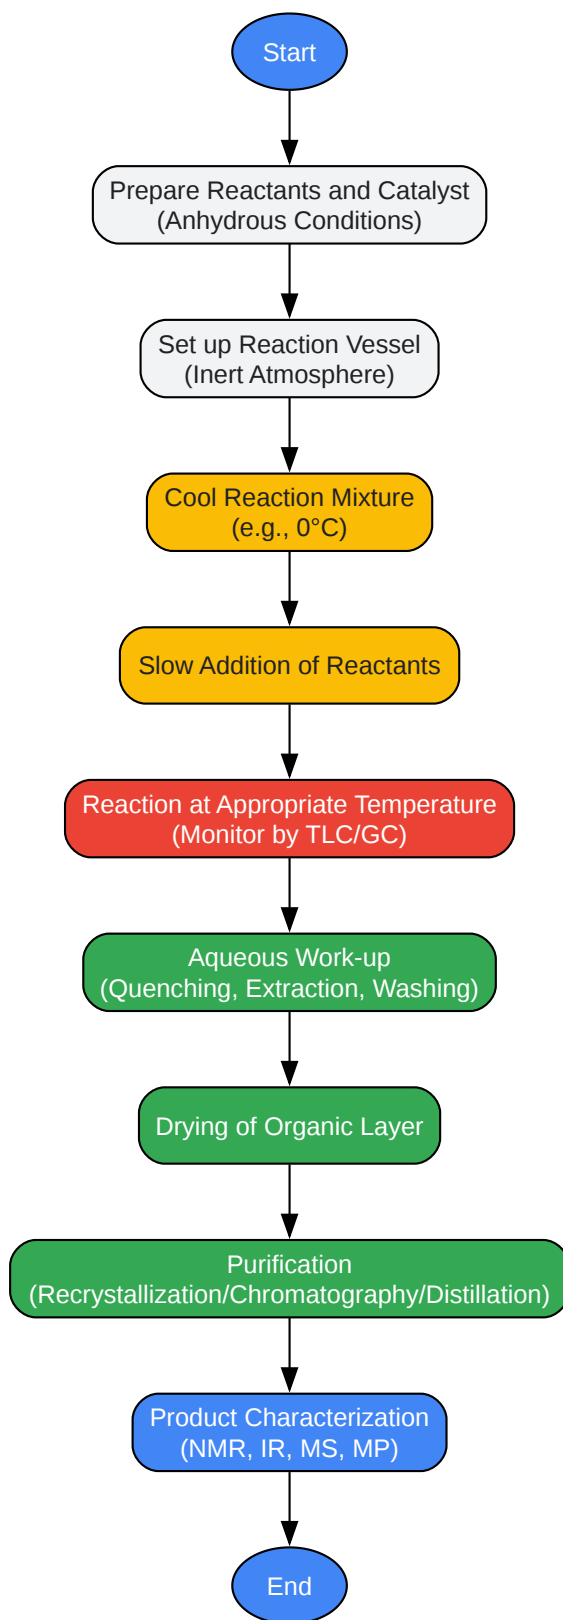 Start
Prepare Reactants and Catalyst
(Anhydrous Conditions)
Set up Reaction Vessel
(Inert Atmosphere)
Cool Reaction Mixture
(e.g., 0°C)
Slow Addition of Reactants
Reaction at Appropriate Temperature
(Monitor by TLC/GC)
Aqueous Work-up
(Quenching, Extraction, Washing)
Drying of Organic Layer
Purification
(Recrystallization/Chromatography/Distillation)
Product Characterization
(NMR, IR, MS, MP)
End